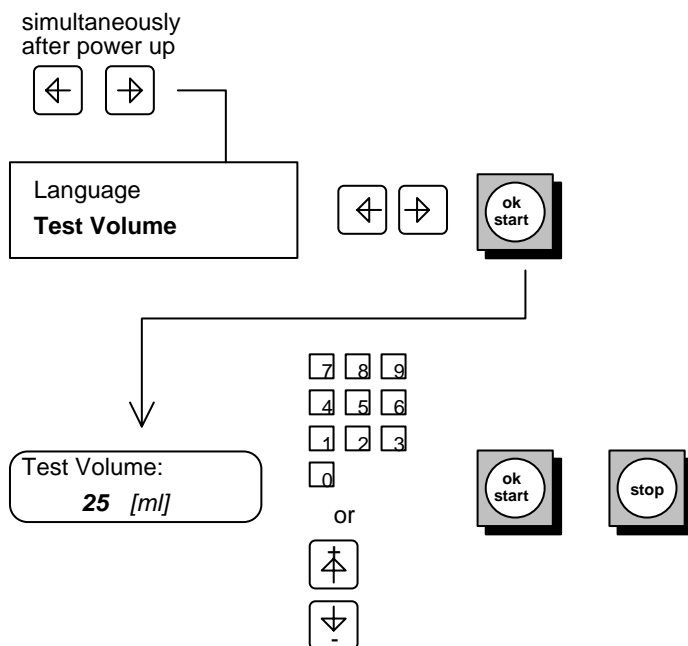 simultaneously
after power up
Language
Test Volume
ok
start
7 8 9
4 5 6
1 2 3
0
Test Volume:
25 [ml]
ok
start
stop
or
+
-